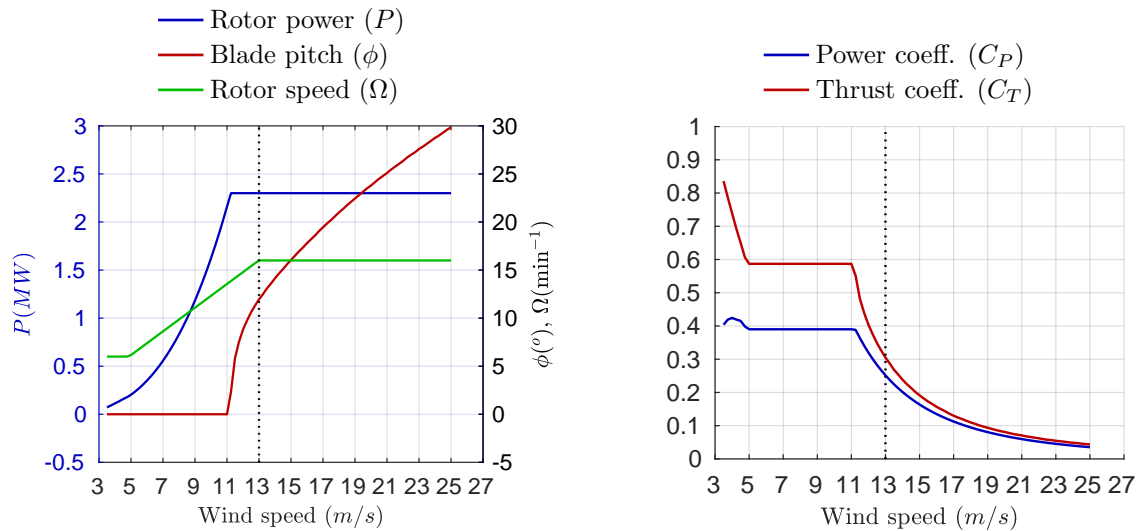 Rotor power (P)
Blade pitch (ϕ)
Rotor speed (Ω)
3
2.5
2
1.5
1
0.5
0
-0.5
P(MW)
30
25
20
15
10
5
0
-5
ϕ(°), Ω(min⁻¹)
3 5 7 9 11 13 15 17 19 21 23 25 27
Wind speed (m/s)
Power coeff. (C_P)
Thrust coeff. (C_T)
1
0.9
0.8
0.7
0.6
0.5
0.4
0.3
0.2
0.1
0
3 5 7 9 11 13 15 17 19 21 23 25 27
Wind speed (m/s)